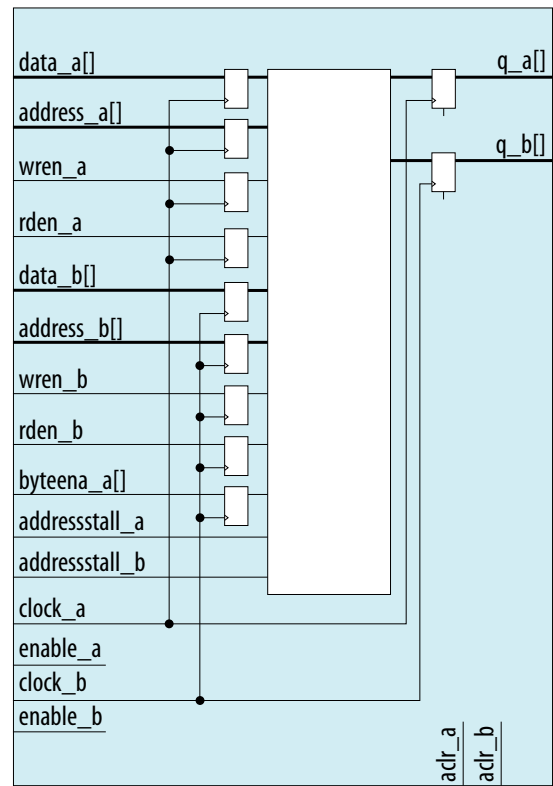 data_a[]
address_a[]
wren_a
rden_a
data_b[]
address_b[]
wren_b
rden_b
byteena_a[]
addressstall_a
addressstall_b
clock_a
enable_a
clock_b
enable_b
q_a[]
q_b[]
aclr_a
aclr_b